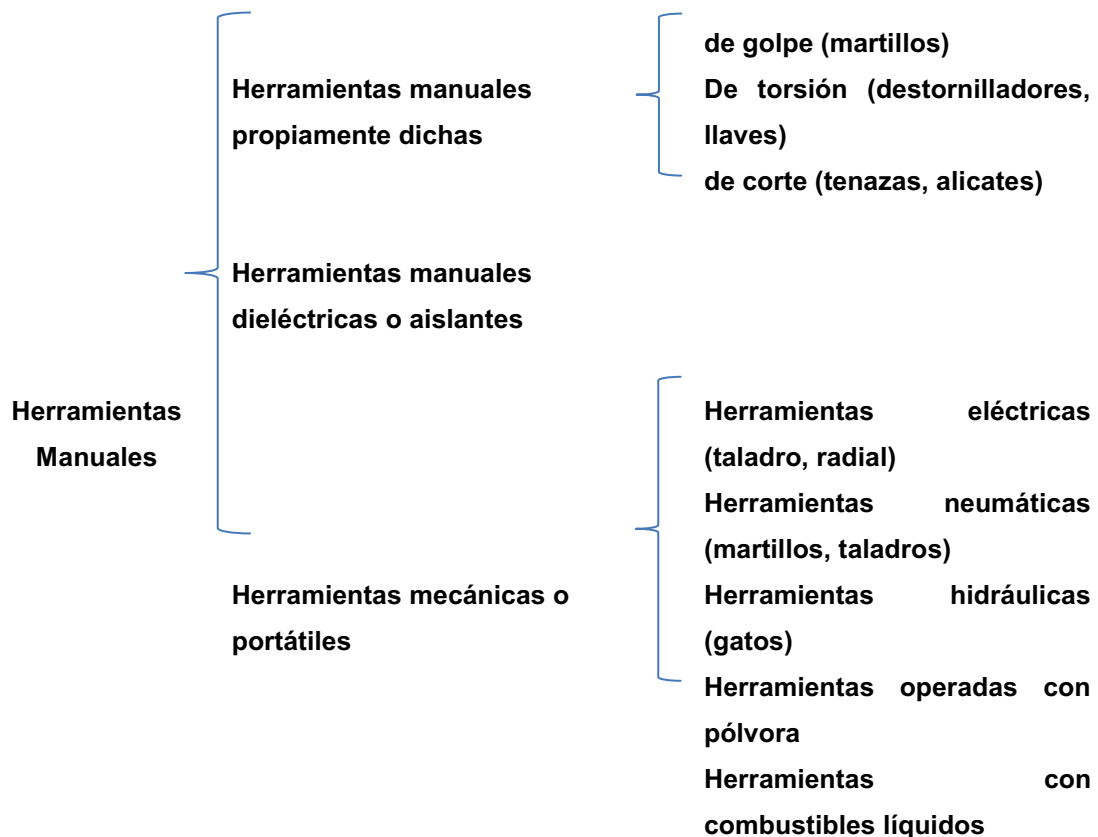 Herramientas
Manuales
Herramientas manuales
propiamente dichas
de golpe (martillos)
De torsión (destornilladores,
llaves)
de corte (tenazas, alicates)
Herramientas manuales
dieléctricas o aislantes
Herramientas mecánicas o
portátiles
Herramientas eléctricas
(taladro, radial)
Herramientas neumáticas
(martillos, taladros)
Herramientas hidráulicas
(gatos)
Herramientas operadas con
pólvora
Herramientas con
combustibles líquidos